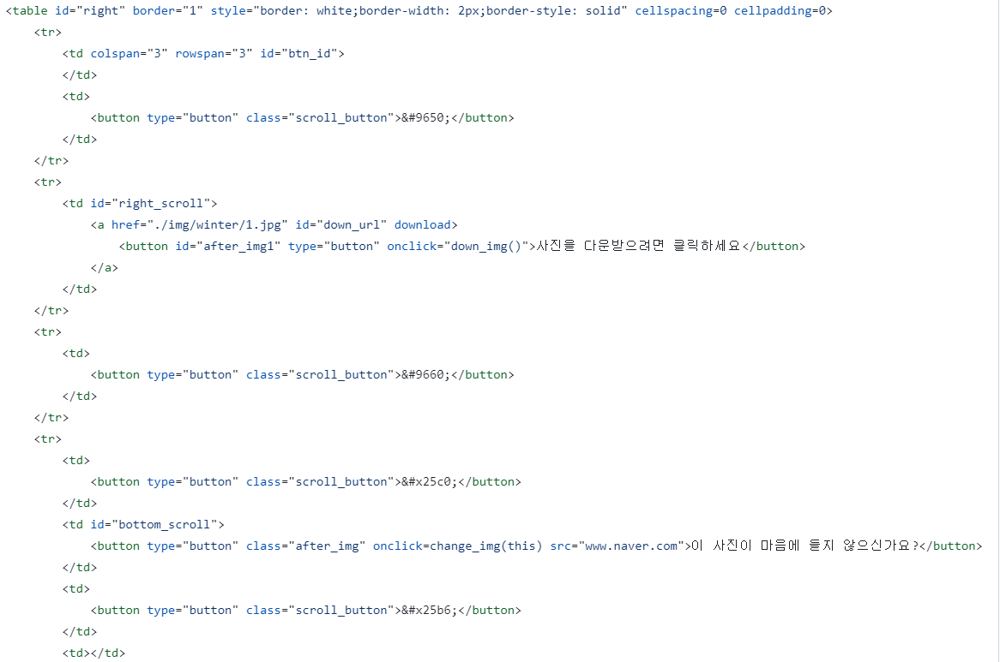 <table id="right" border="1" style="border: white;border-width: 2px;border-style: solid" cellspacing=0 cellpadding=0>
    <tr>
        <td colspan="3" rowspan="3" id="btn_id">
        </td>
        <td>
            <button type="button" class="scroll_button">&#9650;</button>
        </td>
    </tr>
    <tr>
        <td id="right_scroll">
            <a href="./img/winter/1.jpg" id="down_url" download>
                <button id="after_img1" type="button" onclick="down_img()">사진을 다운받으려면 클릭하세요</button>
            </a>
        </td>
    </tr>
    <tr>
        <td>
            <button type="button" class="scroll_button">&#9660;</button>
        </td>
    </tr>
    <tr>
        <td>
            <button type="button" class="scroll_button">&#x25c0;</button>
        </td>
        <td id="bottom_scroll">
            <button type="button" class="after_img" onclick=change_img(this) src="www.naver.com">이 사진이 마음에 들지 않으신가요?</button>
        </td>
        <td>
            <button type="button" class="scroll_button">&#x25b6;</button>
        </td>
        <td></td>